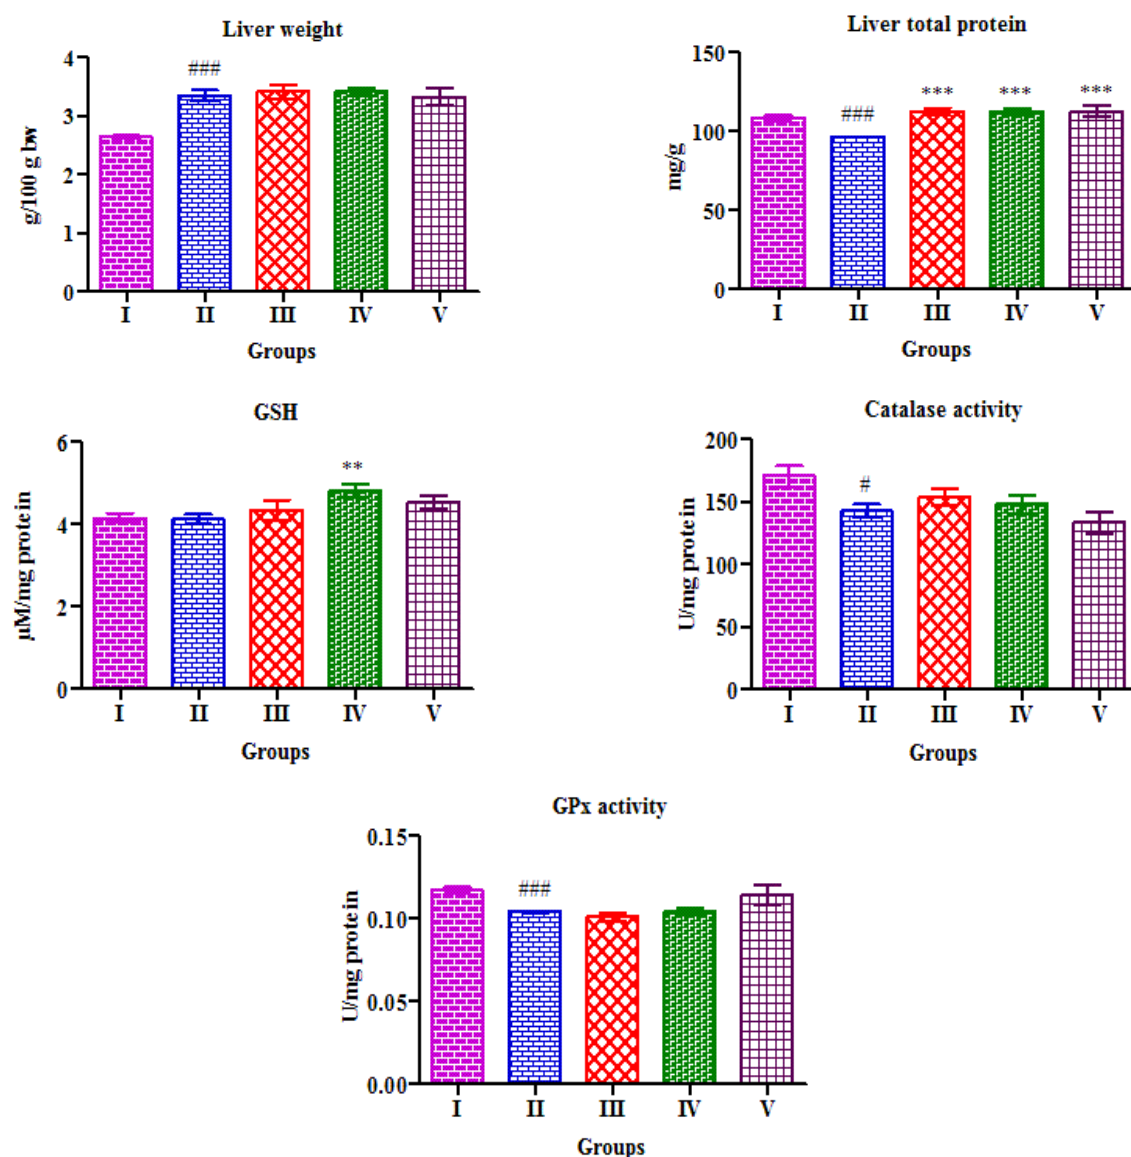 Liver weight
###
4
3
2
1
0
g/100 g bw
I II III IV V
Groups
Liver total protein
***
***
***
###
150
100
50
0
mg/g
I II III IV V
Groups
GSH
**
6
4
2
0
µM/mg protein
I II III IV V
Groups
Catalase activity
#
200
150
100
50
0
U/mg protein
I II III IV V
Groups
GPx activity
###
0.15
0.10
0.05
0.00
U/mg protein
I II III IV V
Groups